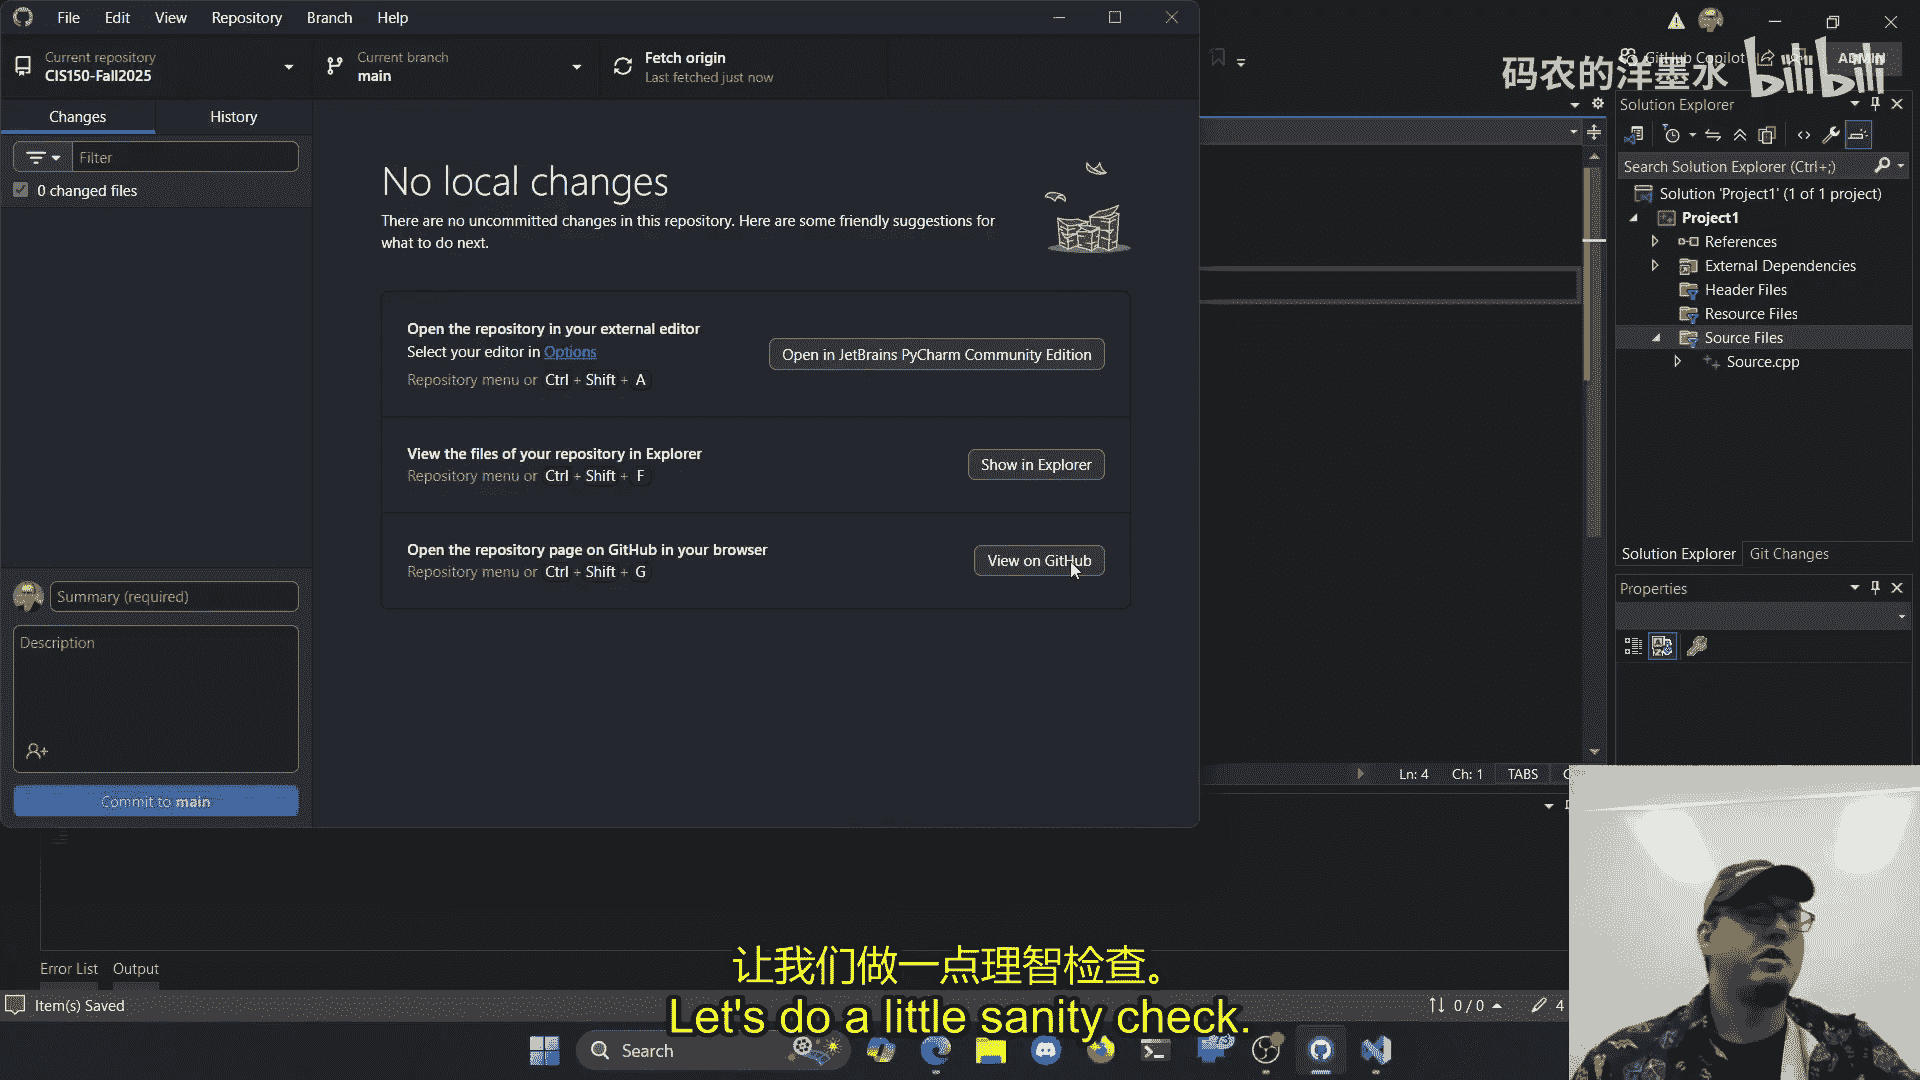 File Edit View Repository Branch Help
Current repository
CIS150-Fall2025
Current branch
main
Fetch origin
Last fetched just now
Changes
History
Filter
0 changed files
No local changes
There are no uncommitted changes in this repository. Here are some friendly suggestions for
what to do next.
Open the repository in your external editor
Select your editor in Options
Repository menu or Ctrl + Shift + A
Open in JetBrains PyCharm Community Edition
View the files of your repository in Explorer
Repository menu or Ctrl + Shift + F
Show in Explorer
Open the repository page on GitHub in your browser
Repository menu or Ctrl + Shift + G
View on GitHub
Summary (required)
Description
Commit to main
GitHub Copilot
ADMIN
码农的洋墨水 bilibili
Solution Explorer
Search Solution Explorer (Ctrl+;)
Solution 'Project1' (1 of 1 project)
Project1
References
External Dependencies
Header Files
Resource Files
Source Files
Source.cpp
Solution Explorer
Git Changes
Properties
Ln: 4 Ch: 1 TABS
Error List Output
Item(s) Saved
0 / 0
4
让我们做一点理智检查。
Let's do a little sanity check.
Search